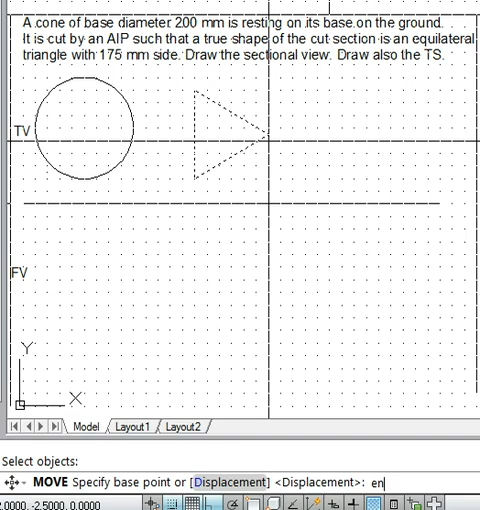 A cone of base diameter 200 mm is resting on its base on the ground.
It is cut by an AIP such that a true shape of the cut section is an equilateral
triangle with 175 mm side. Draw the sectional view. Draw also the TS.
TV
FV
Y
X
Model Layout1 Layout2
Select objects:
MOVE Specify base point or [Displacement] <Displacement>: en
2.0000, -2.5000, 0.0000